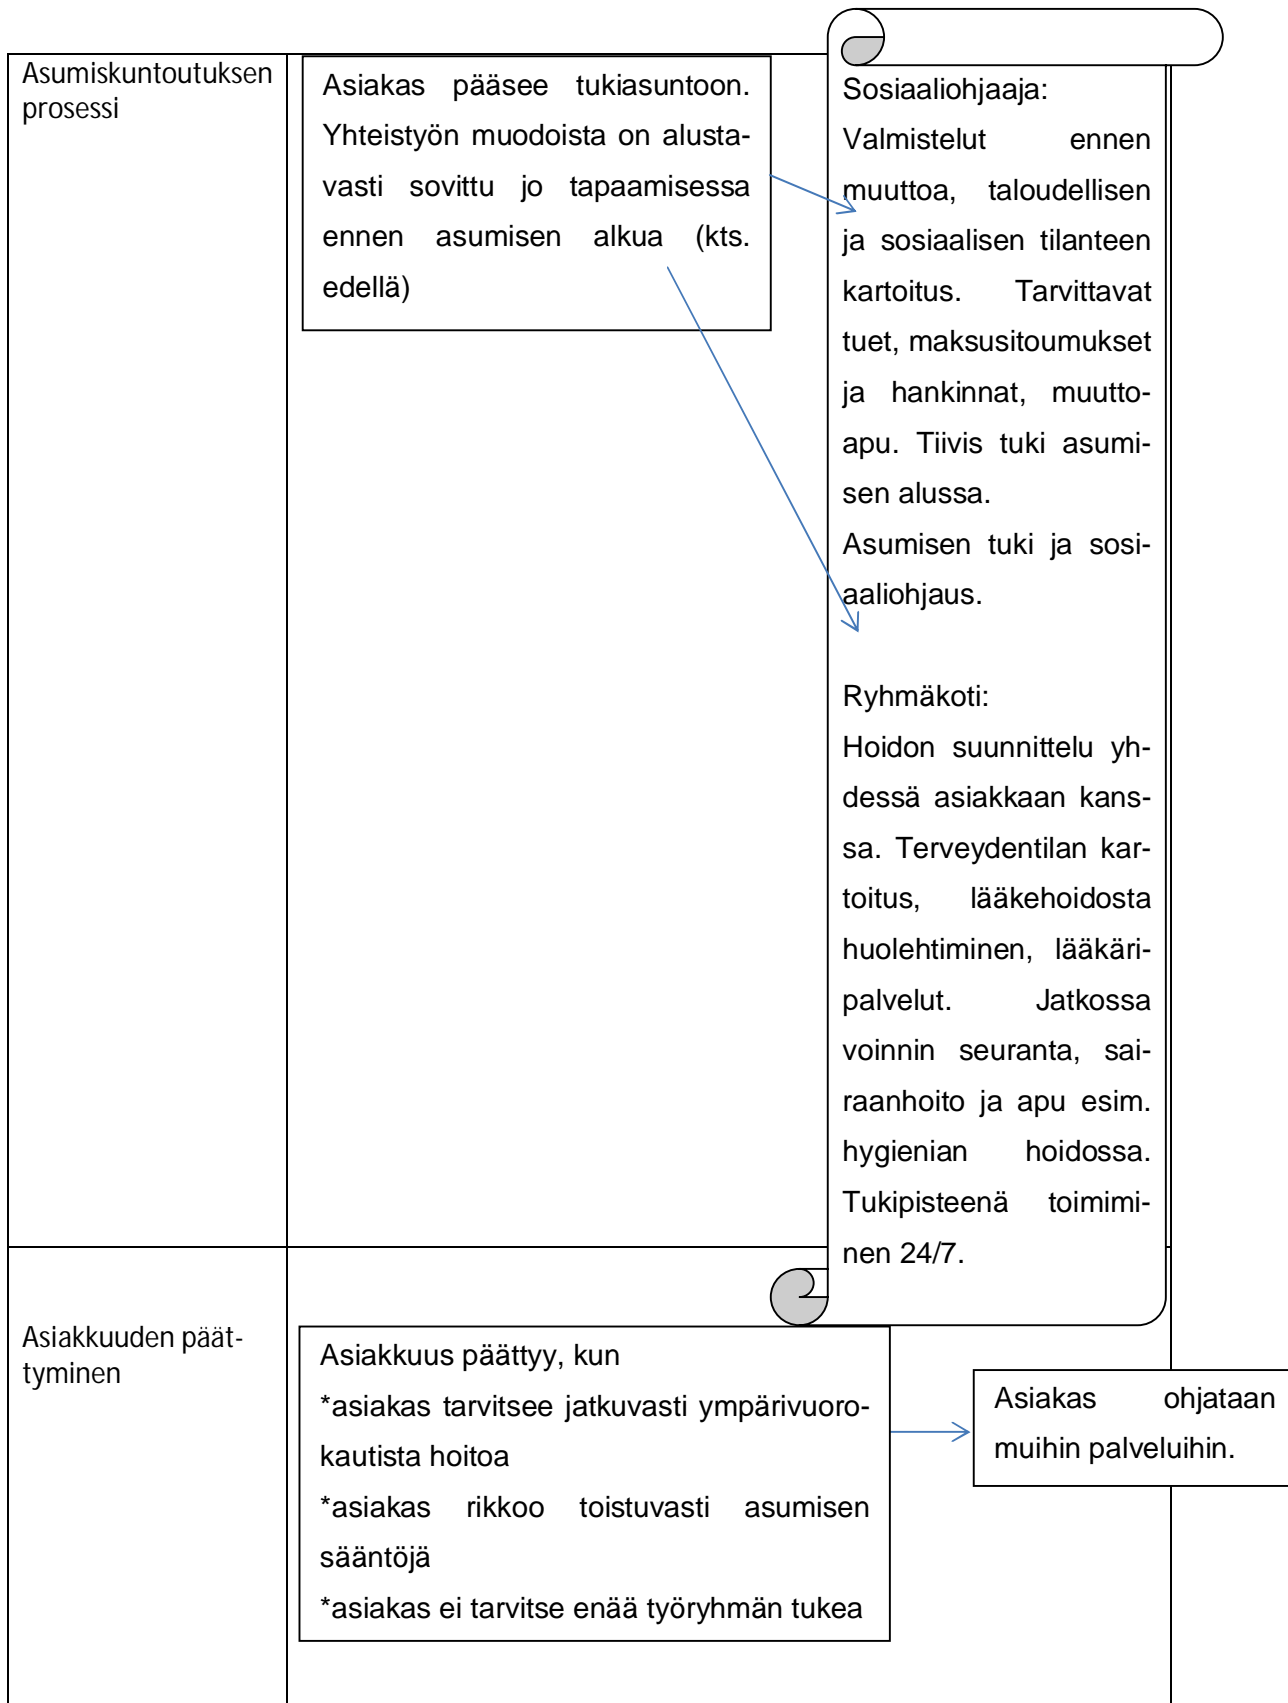 Asumiskuntoutuksen
prosessi
Asiakas pääsee tukiasuntoon.
Yhteistyön muodoista on alusta-
vasti sovittu jo tapaamisessa
ennen asumisen alkua (kts.
edellä)
Sosiaaliohjaaja:
Valmistelut ennen
muuttoa, taloudellisen
ja sosiaalisen tilanteen
kartoitus. Tarvittavat
tuet, maksusitoumukset
ja hankinnat, muutto-
apu. Tiivis tuki asumi-
sen alussa.
Asumisen tuki ja sosi-
aaliohjaus.
Ryhmäkoti:
Hoidon suunnittelu yh-
dessä asiakkaan kans-
sa. Terveydentilan kar-
toitus, lääkehoidosta
huolehtiminen, lääkäri-
palvelut. Jatkossa
voinnin seuranta, sai-
raanhoito ja apu esim.
hygienian hoidossa.
Tukipisteenä toimimi-
nen 24/7.
Asiakkuuden päät-
tyminen
Asiakkuus päättyy, kun
*asiakas tarvitsee jatkuvasti ympärivuoro-
kautista hoitoa
*asiakas rikkoo toistuvasti asumisen
sääntöjä
*asiakas ei tarvitse enää työryhmän tukea
Asiakas ohjataan
muihin palveluihin.